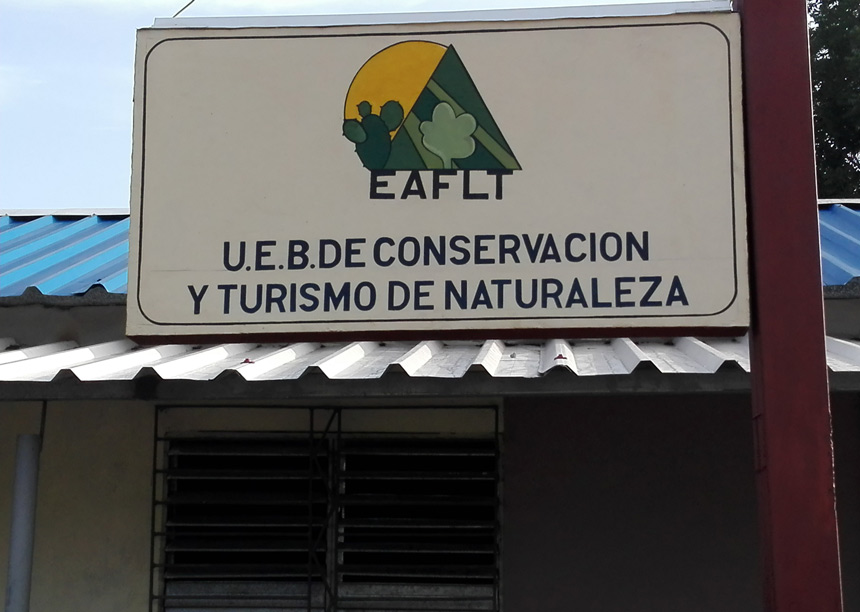 EAFLT
U.E.B.DE CONSERVACION
Y TURISMO DE NATURALEZA